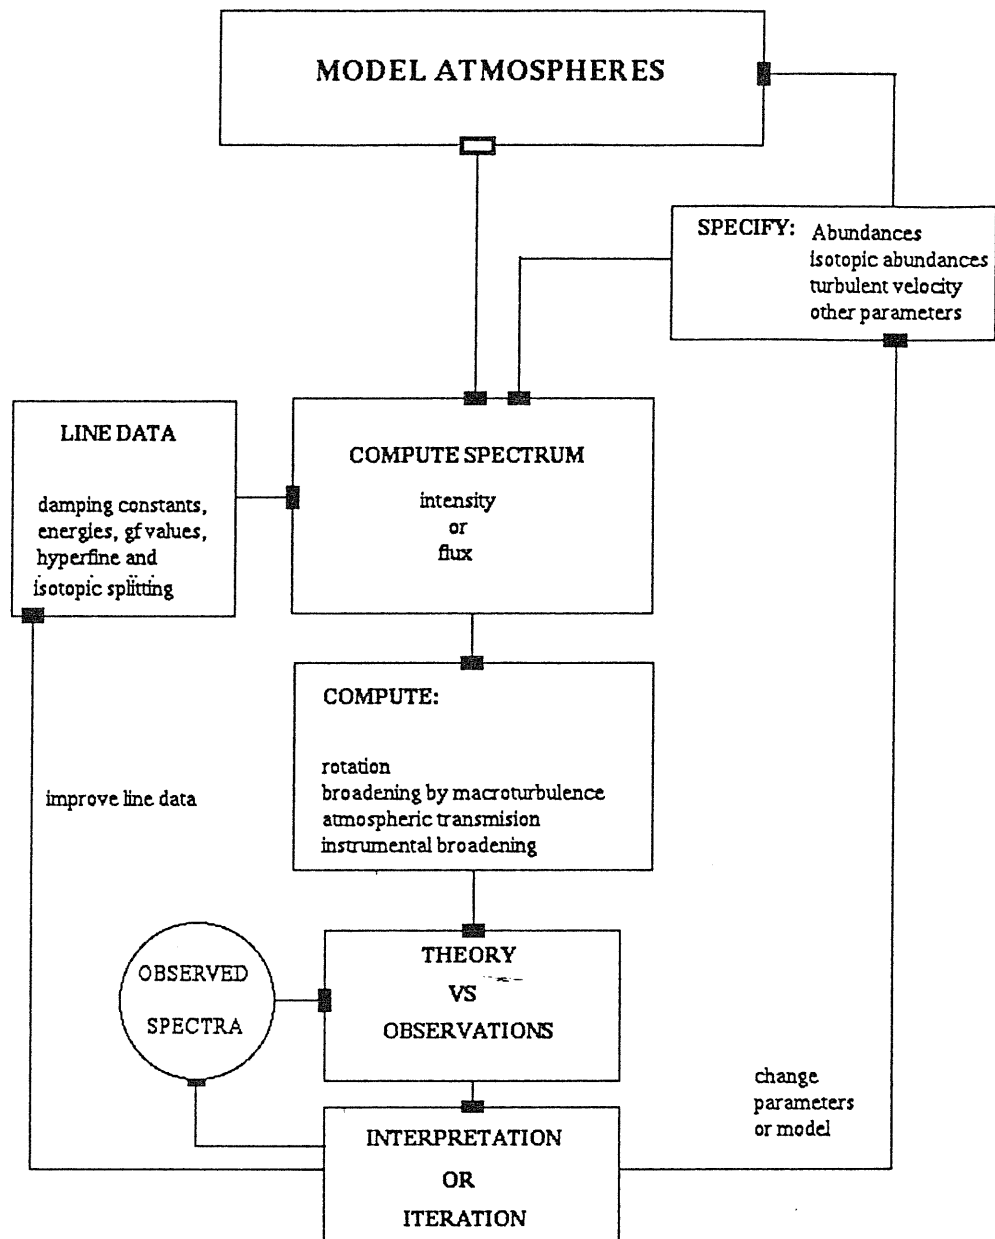 MODEL ATMOSPHERES
SPECIFY: Abundances
isotopic abundances
turbulent velocity
other parameters
LINE DATA
damping constants,
energies, gf values,
hyperfine and
isotopic splitting
COMPUTE SPECTRUM
intensity
or
flux
COMPUTE:
rotation
broadening by macroturbulence
atmospheric transmision
instrumental broadening
improve line data
OBSERVED
SPECTRA
THEORY
VS
OBSERVATIONS
change
parameters
or model
INTERPRETATION
OR
ITERATION